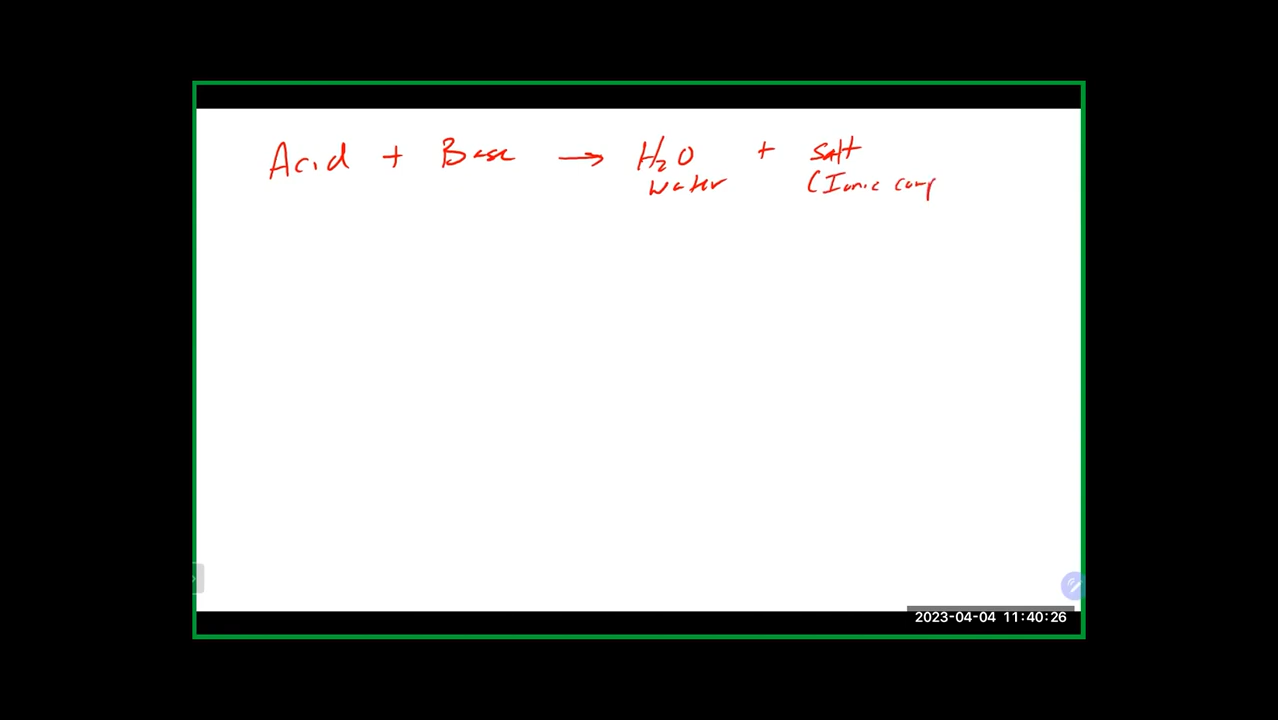 Acid + Base → H₂O + Salt
Water (Ionic comp
2023-04-04 11:40:26